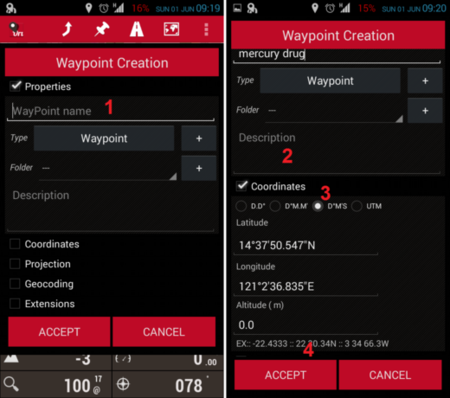 16% SUN 01 JUN 09:19
Waypoint Creation
Properties
WayPoint name
1
Type Waypoint +
Folder --- +
Description
Coordinates
Projection
Geocoding
Extensions
ACCEPT CANCEL
-3 0.00
100 17 @ 078°
15% SUN 01 JUN 09:20
Waypoint Creation
mercury drug
Type Waypoint +
Folder --- +
Description
2
Coordinates
3
D.D° D°M.M' D°M'S UTM
Latitude
14°37'50.547"N
Longitude
121°2'36.835"E
Altitude ( m)
0.0
EX:: -22.4333 :: 22 30.34N :: 3 34 66.3W
4
ACCEPT CANCEL